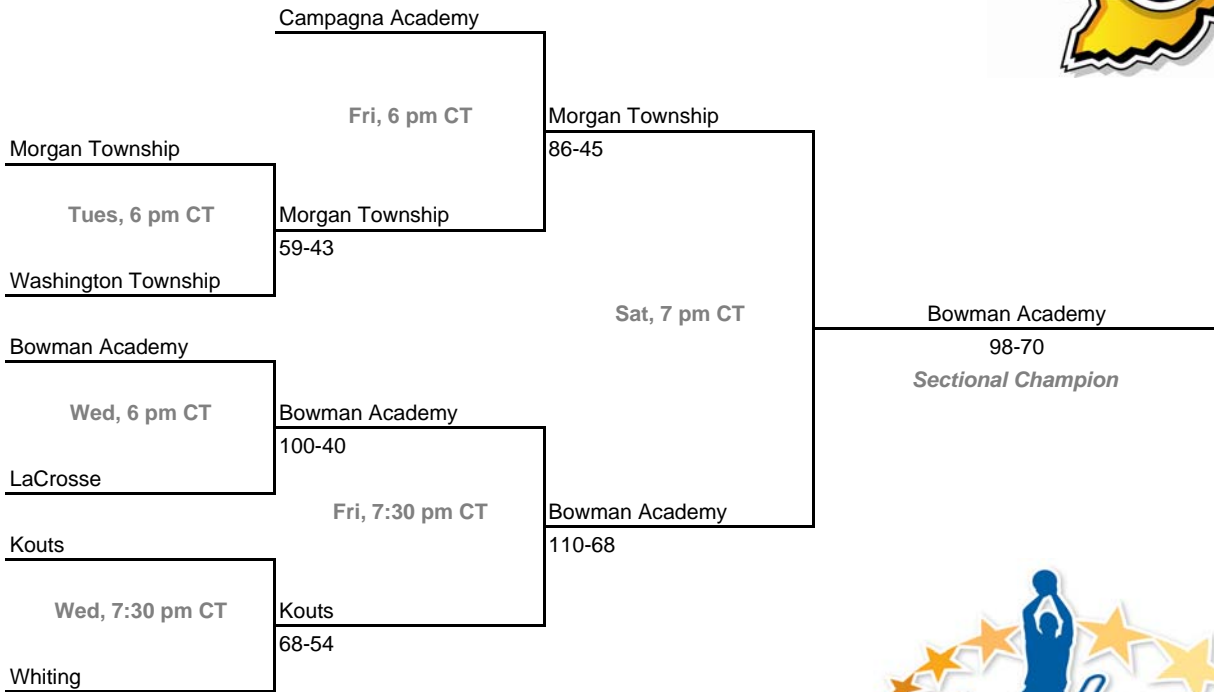 Campagna Academy
Fri, 6 pm CT
Morgan Township
86-45
Morgan Township
Tues, 6 pm CT
Morgan Township
59-43
Washington Township
Sat, 7 pm CT
Bowman Academy
98-70
Sectional Champion
Bowman Academy
Wed, 6 pm CT
Bowman Academy
100-40
LaCrosse
Fri, 7:30 pm CT
Bowman Academy
110-68
Kouts
Wed, 7:30 pm CT
Kouts
68-54
Whiting